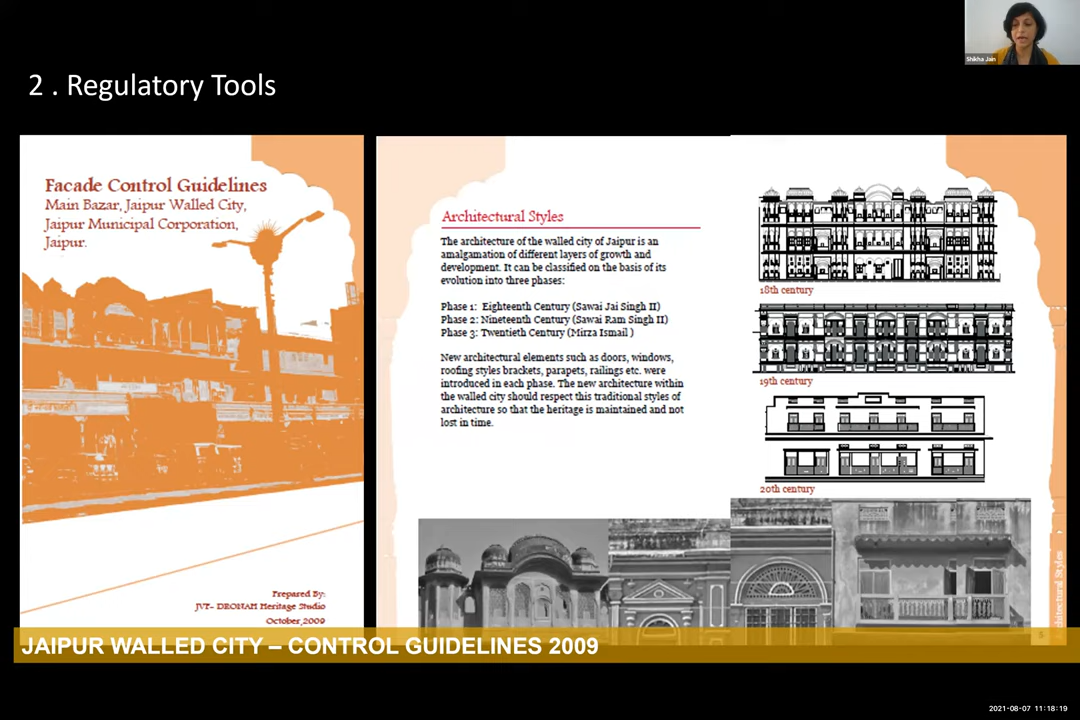 Shikha Jain
2 . Regulatory Tools
Facade Control Guidelines
Main Bazar, Jaipur Walled City,
Jaipur Municipal Corporation,
Jaipur.
Prepared By:
JVF- DRONAH Heritage Studio
October,2009
Architectural Styles
The architecture of the walled city of Jaipur is an
amalgamation of different layers of growth and
development. It can be classified on the basis of its
evolution into three phases:
Phase 1: Eighteenth Century (Sawai Jai Singh II)
Phase 2: Nineteenth Century (Sawai Ram Singh II)
Phase 3: Twentieth Century (Mirza Ismail )
New architectural elements such as doors, windows,
roofing styles brackets, parapets, railings etc. were
introduced in each phase. The new architecture within
the walled city should respect this traditional styles of
architecture so that the heritage is maintained and not
lost in time.
18th century
19th century
20th century
Architectural Styles
5
JAIPUR WALLED CITY – CONTROL GUIDELINES 2009
2021-08-07 11:18:19